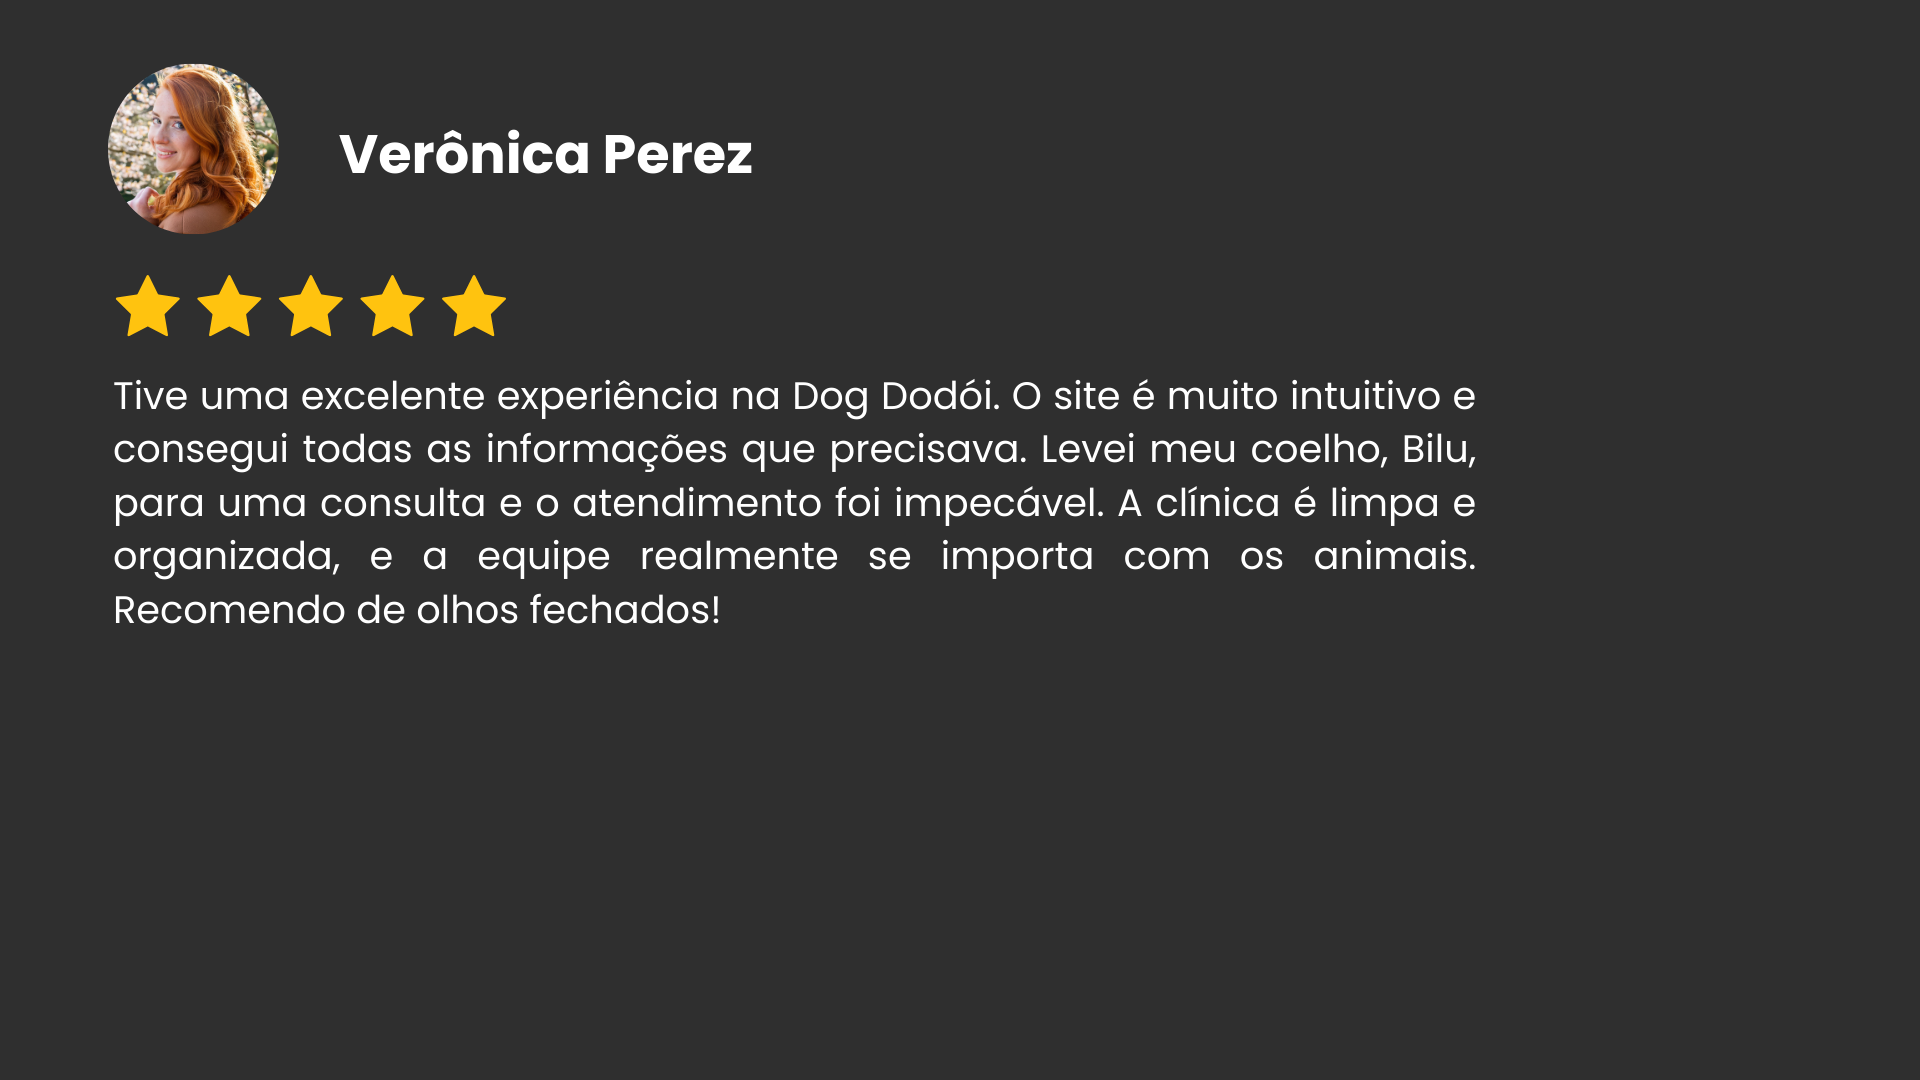 Verônica Perez
Tive uma excelente experiência na Dog Dodói. O site é muito intuitivo e
consegui todas as informações que precisava. Levei meu coelho, Bilu,
para uma consulta e o atendimento foi impecável. A clínica é limpa e
organizada, e a equipe realmente se importa com os animais.
Recomendo de olhos fechados!